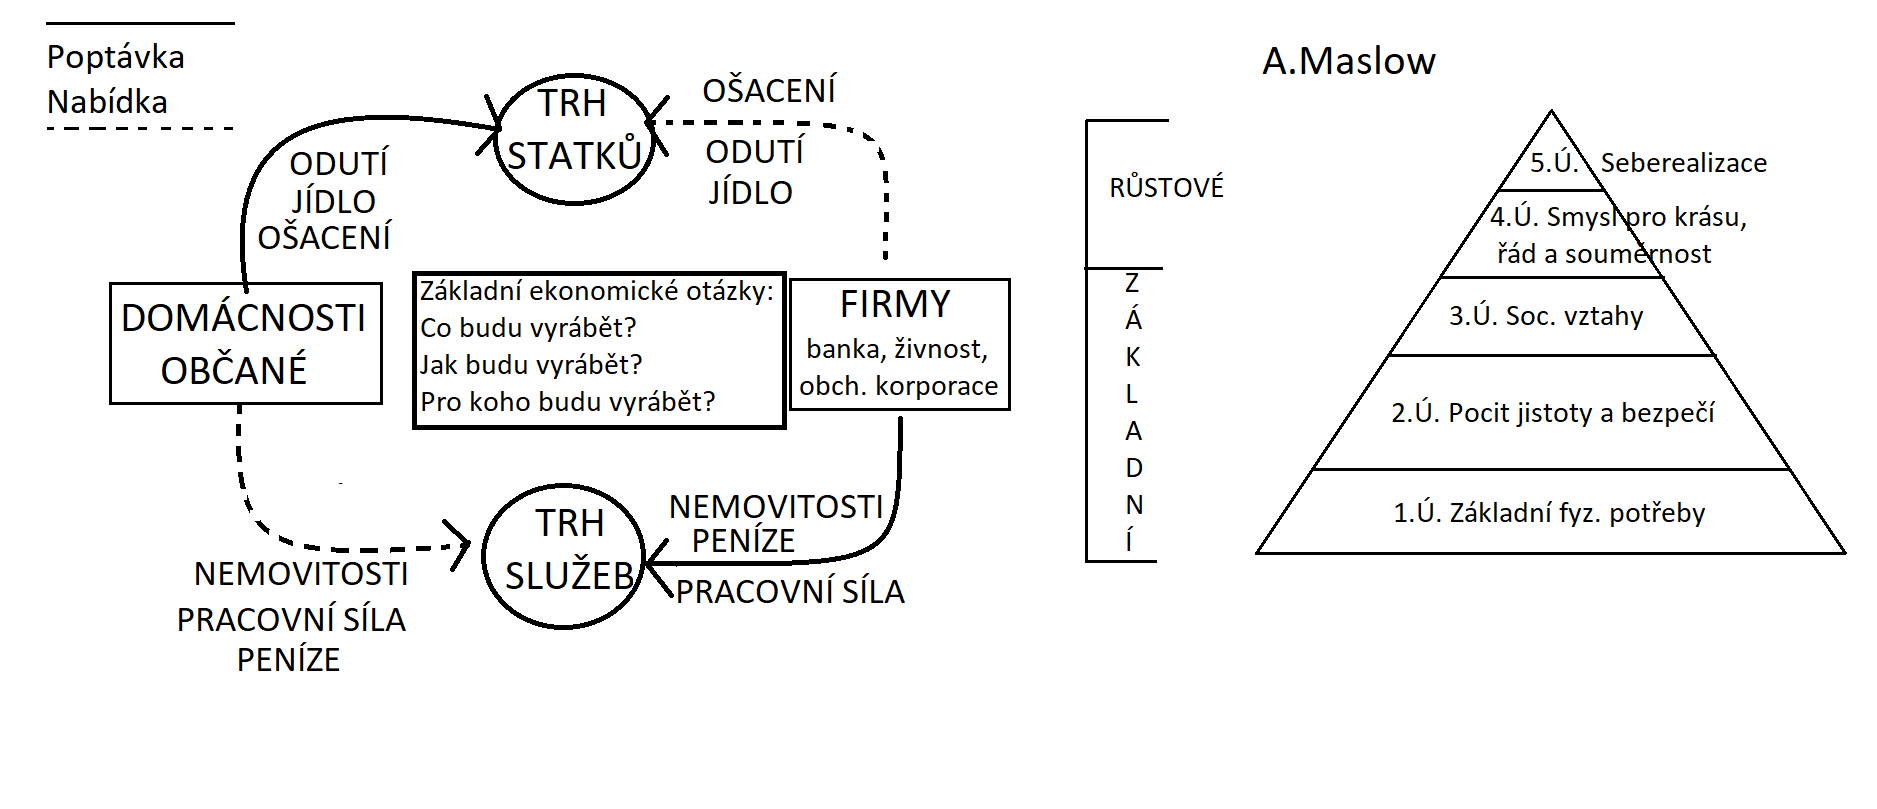 Poptávka
Nabídka
TRH
STATKŮ
ODUTÍ
JÍDLO
OŠACENÍ
OŠACENÍ
ODUTÍ
JÍDLO
DOMÁCNOSTI
OBČANÉ
Základní ekonomické otázky:
Co budu vyrábět?
Jak budu vyrábět?
Pro koho budu vyrábět?
FIRMY
banka, živnost,
obch. korporace
TRH
SLUŽEB
NEMOVITOSTI
PRACOVNÍ SÍLA
PENÍZE
NEMOVITOSTI
PENÍZE
PRACOVNÍ SÍLA
A.Maslow
RŮSTOVÉ
Z
Á
K
L
A
D
N
Í
5.Ú. Seberealizace
4.Ú. Smysl pro krásu,
řád a souměrnost
3.Ú. Soc. vztahy
2.Ú. Pocit jistoty a bezpečí
1.Ú. Základní fyz. potřeby